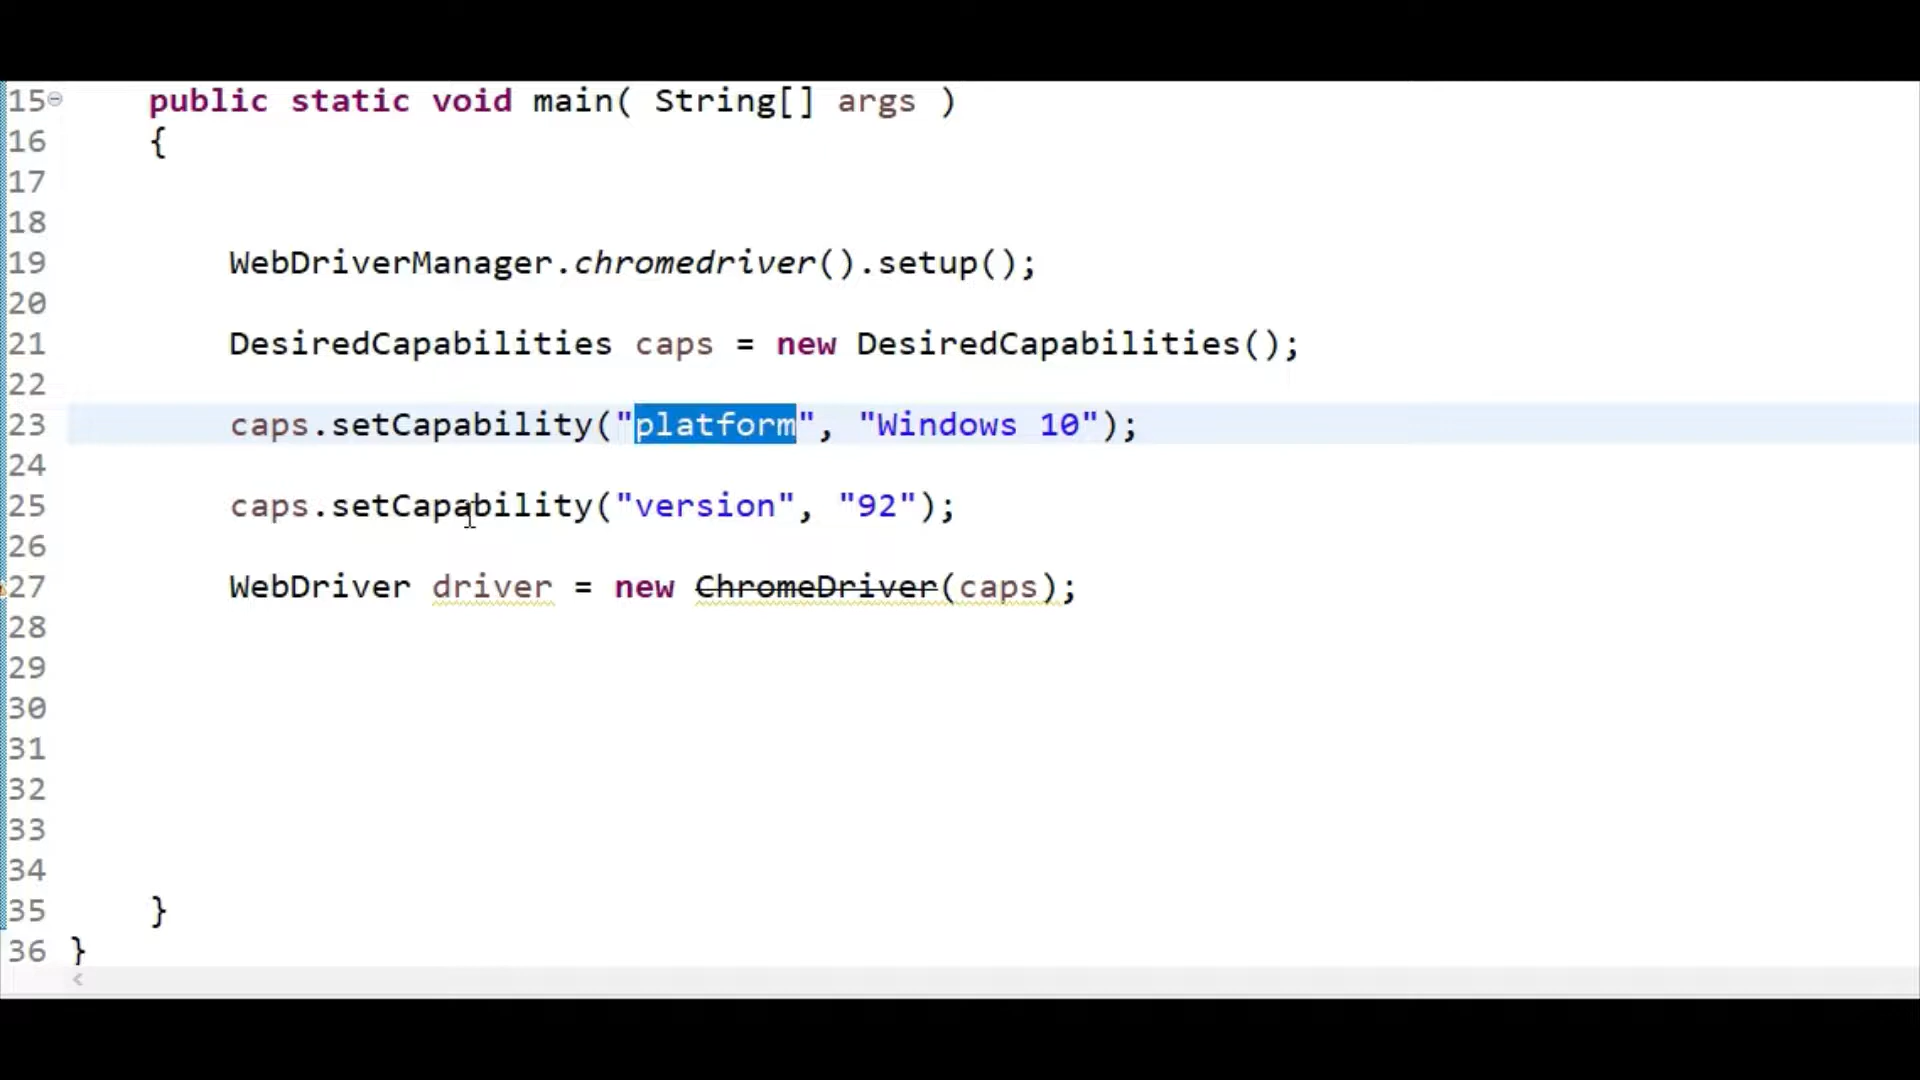 15 public static void main( String[] args )
16 {
17
18
19 WebDriverManager.chromedriver().setup();
20
21 DesiredCapabilities caps = new DesiredCapabilities();
22
23 caps.setCapability("platform", "Windows 10");
24
25 caps.setCapability("version", "92");
26
27 WebDriver driver = new ChromeDriver(caps);
28
29
30
31
32
33
34
35 }
36 }